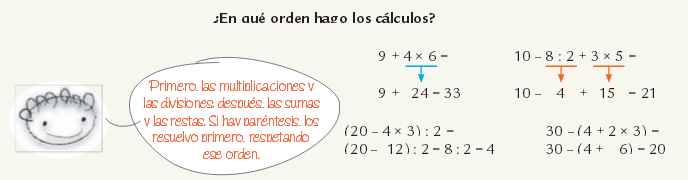 ¿En qué orden hago los cálculos?
Primero, las multiplicaciones y
las divisiones, después, las sumas
y las restas. Si hay paréntesis, los
resuelvo primero, respetando
ese orden.
9 + 4 × 6 =
9 + 24 = 33
(20 – 4 × 3) : 2 =
(20 – 12) : 2 = 8 : 2 = 4
10 – 8 : 2 + 3 × 5 =
10 – 4 + 15 = 21
30 – (4 + 2 × 3) =
30 – (4 + 6) = 20